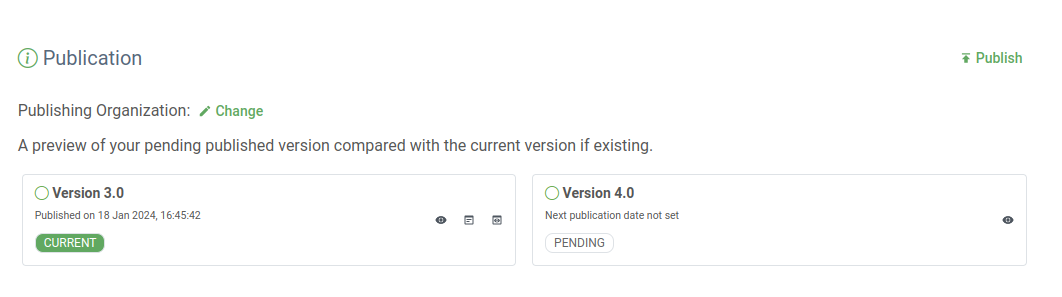 Publication
Publish
Publishing Organization: Change
A preview of your pending published version compared with the current version if existing.
Version 3.0
Published on 18 Jan 2024, 16:45:42
CURRENT
Version 4.0
Next publication date not set
PENDING